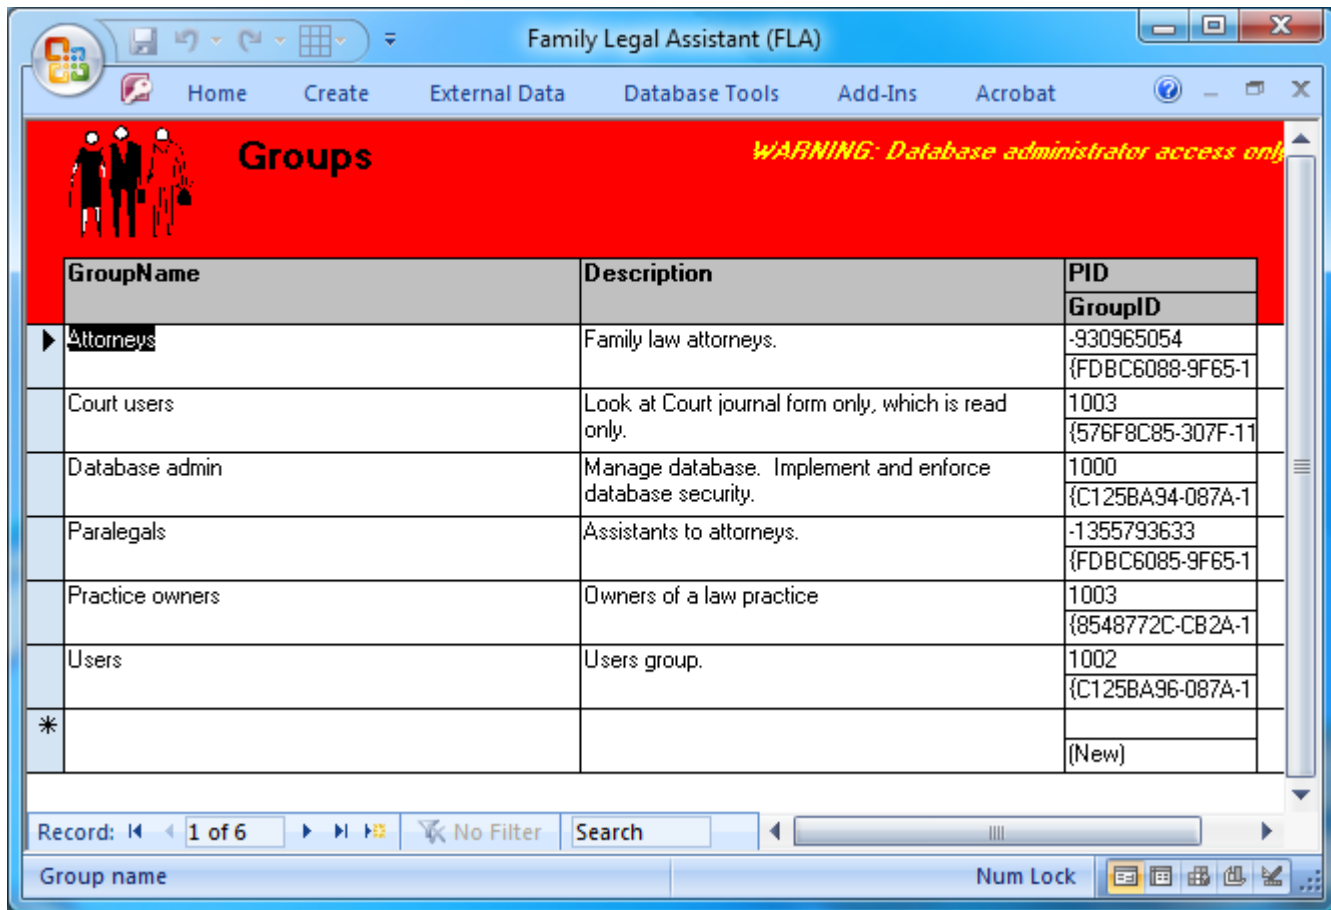 Family Legal Assistant (FLA)
Home Create External Data Database Tools Add-Ins Acrobat
Groups
WARNING: Database administrator access only
GroupName Description PID
GroupID
Attorneys Family law attorneys. -930965054
{FDBC6088-9F65-1
Court users Look at Court journal form only, which is read 1003
only. {576F8C85-307F-11
Database admin Manage database. Implement and enforce 1000
database security. {C125BA94-087A-1
Paralegals Assistants to attorneys. -1355793633
{FDBC6085-9F65-1
Practice owners Owners of a law practice 1003
{8548772C-CB2A-1
Users Users group. 1002
{C125BA96-087A-1
(New)
Record: 1 of 6 No Filter Search
Group name Num Lock